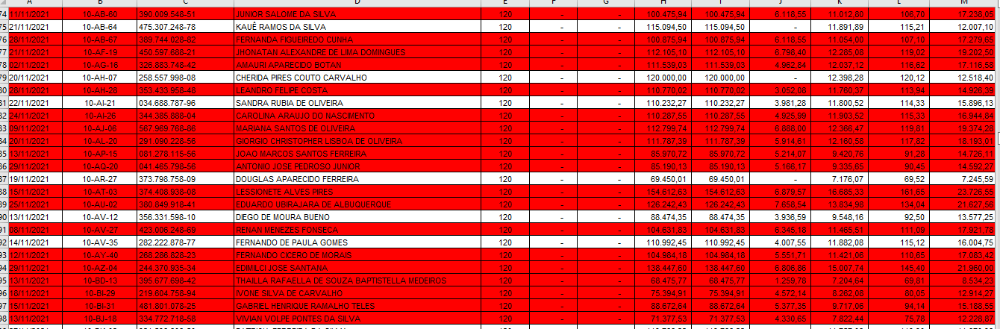 A B C D E F G H I J K L M
74 11/11/2021 10-AB-60 390.009.548-51 JUNIOR SALOME DA SILVA 120 - - 100.475,94 100.475,94 6.118,55 11.012,80 106,70 17.238,05
75 21/11/2021 10-AB-64 475.307.248-78 KAUÊ RAMOS DA SILVA 120 - - 115.094,50 115.094,50 - 11.891,89 115,21 12.007,10
76 28/11/2021 10-AB-67 389.744.028-82 FERNANDA FIGUEIREDO CUNHA 120 - - 100.875,94 100.875,94 6.118,55 11.054,00 107,10 17.279,65
77 21/11/2021 10-AF-19 450.597.688-21 JHONATAN ALEXANDRE DE LIMA DOMINGUES 120 - - 112.105,10 112.105,10 6.798,40 12.285,08 119,02 19.202,50
78 02/11/2021 10-AG-16 326.883.748-42 AMAURI APARECIDO BOTAN 120 - - 111.539,03 111.539,03 4.962,84 12.037,12 116,62 17.116,58
79 20/11/2021 10-AH-07 258.557.998-08 CHERIDA PIRES COUTO CARVALHO 120 - - 120.000,00 120.000,00 - 12.398,28 120,12 12.518,40
80 28/11/2021 10-AH-28 353.433.958-48 LEANDRO FELIPE COSTA 120 - - 110.770,02 110.770,02 3.052,08 11.760,37 113,94 14.926,39
81 22/11/2021 10-AI-21 034.688.787-96 SANDRA RUBIA DE OLIVEIRA 120 - - 110.232,27 110.232,27 3.981,28 11.800,52 114,33 15.896,13
82 24/11/2021 10-AI-26 344.385.888-04 CAROLINA ARAUJO DO NASCIMENTO 120 - - 110.287,55 110.287,55 4.925,99 11.903,52 115,33 16.944,84
83 09/11/2021 10-AJ-06 567.969.768-86 MARIANA SANTOS DE OLIVEIRA 120 - - 112.799,74 112.799,74 6.888,00 12.366,47 119,81 19.374,28
84 20/11/2021 10-AL-20 291.090.228-56 GIORGIO CHRISTOPHER LISBOA DE OLIVEIRA 120 - - 111.787,39 111.787,39 5.914,61 12.160,58 117,82 18.193,01
85 13/11/2021 10-AP-15 081.278.115-56 JOAO MARCOS SANTOS FERREIRA 120 - - 85.970,72 85.970,72 5.214,07 9.420,76 91,28 14.726,11
86 29/11/2021 10-AQ-20 041.465.798-56 ANTONIO JOSE PEDROSO JUNIOR 120 - - 85.190,13 85.190,13 5.166,17 9.335,65 90,45 14.592,27
87 19/11/2021 10-AR-27 373.798.758-09 DOUGLAS APARECIDO FERREIRA 120 - - 69.450,01 69.450,01 - 7.176,07 69,52 7.245,59
88 15/11/2021 10-AT-03 374.408.938-08 LESSIONETE ALVES PIRES 120 - - 154.612,63 154.612,63 6.879,57 16.685,33 161,65 23.726,55
89 25/11/2021 10-AU-02 380.849.918-41 EDUARDO UBIRAJARA DE ALBUQUERQUE 120 - - 126.242,43 126.242,43 7.658,54 13.834,98 134,04 21.627,56
90 13/11/2021 10-AV-12 356.331.598-10 DIEGO DE MOURA BUENO 120 - - 88.474,35 88.474,35 3.936,59 9.548,16 92,50 13.577,25
91 08/11/2021 10-AV-27 423.006.248-69 RENAN MENEZES FONSECA 120 - - 104.631,83 104.631,83 6.345,18 11.465,51 111,09 17.921,78
92 14/11/2021 10-AV-35 282.222.878-77 FERNANDO DE PAULA GOMES 120 - - 110.992,45 110.992,45 4.007,55 11.882,08 115,12 16.004,75
93 12/11/2021 10-AY-40 268.286.828-23 FERNANDO CICERO DE MORAIS 120 - - 104.984,18 104.984,18 5.551,71 11.421,06 110,65 17.083,42
94 29/11/2021 10-AZ-04 244.370.935-34 EDIMILCI JOSE SANTANA 120 - - 138.447,60 138.447,60 6.806,86 15.007,74 145,40 21.960,00
95 13/11/2021 10-BD-13 395.677.698-42 THAILLA RAFAELLA DE SOUZA BAPTISTELLA MEDEIROS 120 - - 68.475,77 68.475,77 1.259,78 7.204,64 69,81 8.534,23
96 18/11/2021 10-BI-29 219.604.758-94 IVONE SILVA DE CARVALHO 120 - - 75.394,91 75.394,91 4.572,14 8.262,08 80,05 12.914,27
97 15/11/2021 10-BI-31 481.601.078-25 GABRIEL HENRIQUE RAMALHO TELES 120 - - 88.672,64 88.672,64 5.377,35 9.717,06 94,14 15.188,55
98 13/11/2021 10-BJ-18 334.772.718-58 VIVIAN VOLPE PONTES DA SILVA 120 - - 71.377,53 71.377,53 4.330,65 7.822,44 75,78 12.228,87